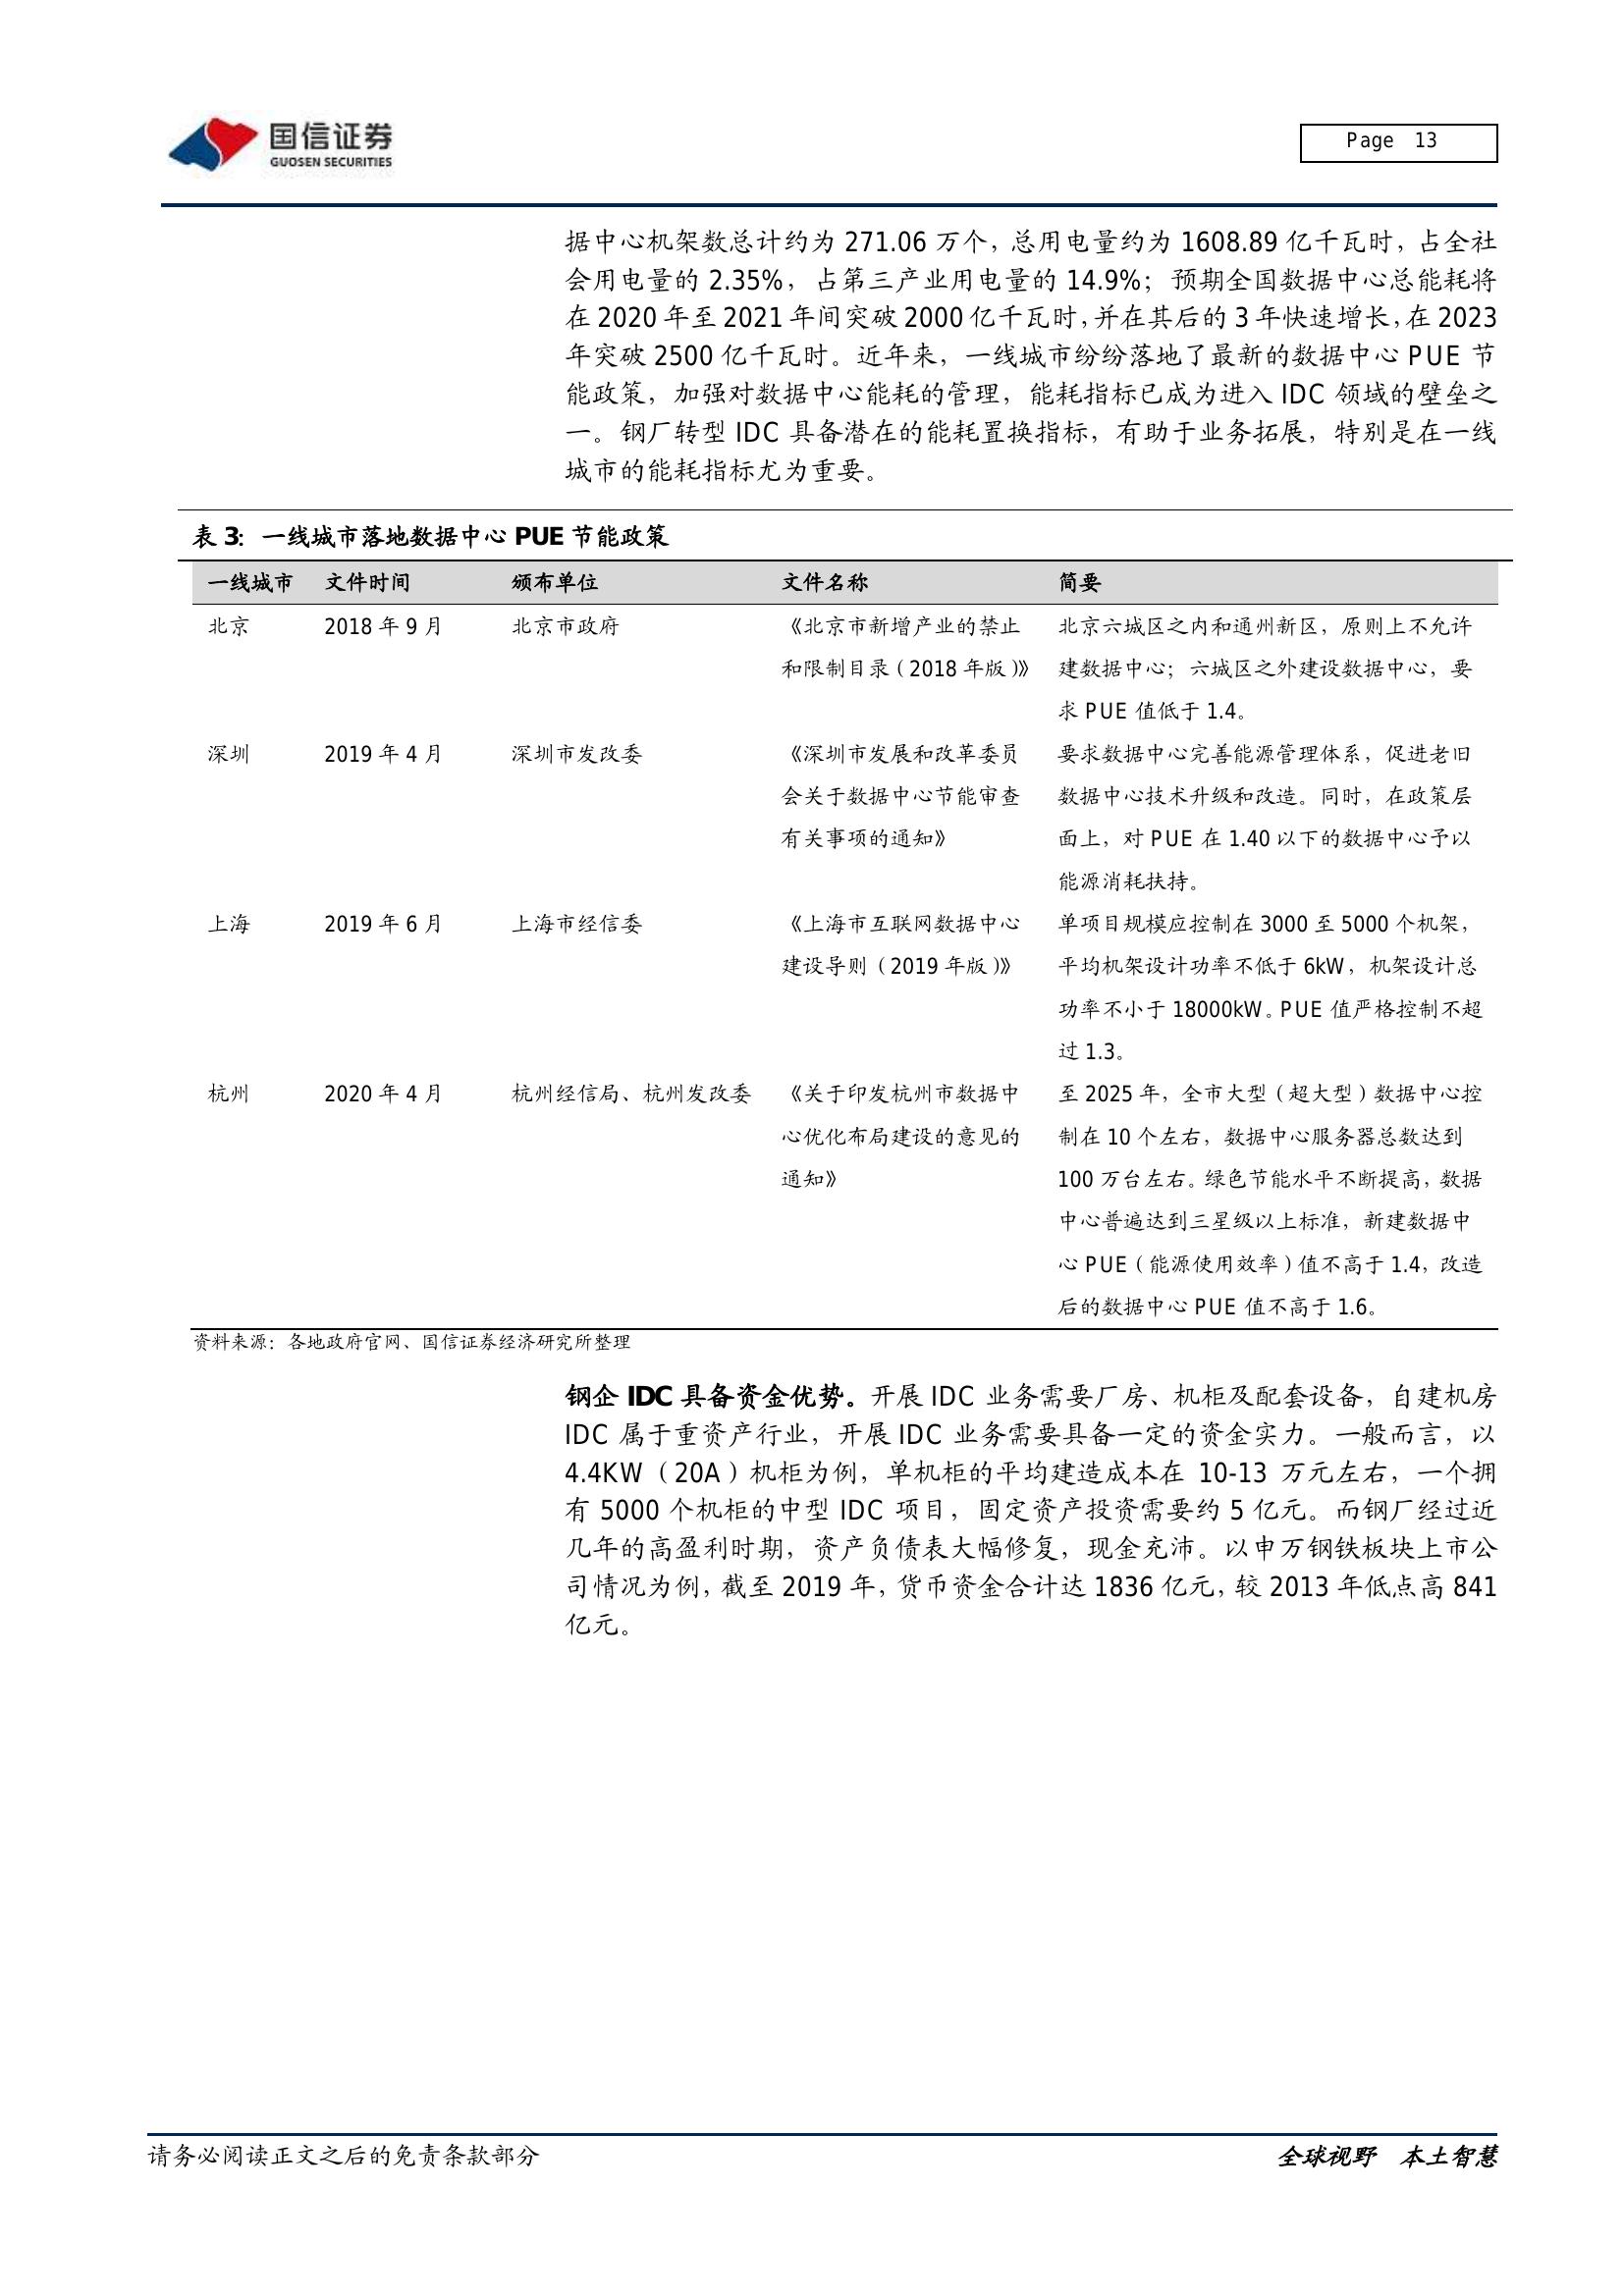 国信证券
GUOSEN SECURITIES
Page 13
据中心机架数总计约为 271.06 万个，总用电量约为 1608.89 亿千瓦时，占全社
会用电量的 2.35%，占第三产业用电量的 14.9%；预期全国数据中心总能耗将
在 2020 年至 2021 年间突破 2000 亿千瓦时，并在其后的 3 年快速增长，在 2023
年突破 2500 亿千瓦时。近年来，一线城市纷纷落地了最新的数据中心 PUE 节
能政策，加强对数据中心能耗的管理，能耗指标已成为进入 IDC 领域的壁垒之
一。钢厂转型 IDC 具备潜在的能耗置换指标，有助于业务拓展，特别是在一线
城市的能耗指标尤为重要。
表 3：一线城市落地数据中心 PUE 节能政策
一线城市 文件时间 颁布单位 文件名称 简要
北京 2018 年 9 月 北京市政府 《北京市新增产业的禁止 北京六城区之内和通州新区，原则上不允许
和限制目录（2018 年版）》 建数据中心；六城区之外建设数据中心，要
求 PUE 值低于 1.4。
深圳 2019 年 4 月 深圳市发改委 《深圳市发展和改革委员 要求数据中心完善能源管理体系，促进老旧
会关于数据中心节能审查 数据中心技术升级和改造。同时，在政策层
有关事项的通知》 面上，对 PUE 在 1.40 以下的数据中心予以
能源消耗扶持。
上海 2019 年 6 月 上海市经信委 《上海市互联网数据中心 单项目规模应控制在 3000 至 5000 个机架，
建设导则（2019 年版）》 平均机架设计功率不低于 6kW，机架设计总
功率不小于 18000kW。PUE 值严格控制不超
过 1.3。
杭州 2020 年 4 月 杭州经信局、杭州发改委 《关于印发杭州市数据中 至 2025 年，全市大型（超大型）数据中心控
心优化布局建设的意见的 制在 10 个左右，数据中心服务器总数达到
通知》 100 万台左右。绿色节能水平不断提高，数据
中心普遍达到三星级以上标准，新建数据中
心 PUE（能源使用效率）值不高于 1.4，改造
后的数据中心 PUE 值不高于 1.6。
资料来源：各地政府官网、国信证券经济研究所整理
钢企 IDC 具备资金优势。开展 IDC 业务需要厂房、机柜及配套设备，自建机房
IDC 属于重资产行业，开展 IDC 业务需要具备一定的资金实力。一般而言，以
4.4KW（20A）机柜为例，单机柜的平均建造成本在 10-13 万元左右，一个拥
有 5000 个机柜的中型 IDC 项目，固定资产投资需要约 5 亿元。而钢厂经过近
几年的高盈利时期，资产负债表大幅修复，现金充沛。以申万钢铁板块上市公
司情况为例，截至 2019 年，货币资金合计达 1836 亿元，较 2013 年低点高 841
亿元。
请务必阅读正文之后的免责条款部分
全球视野 本土智慧